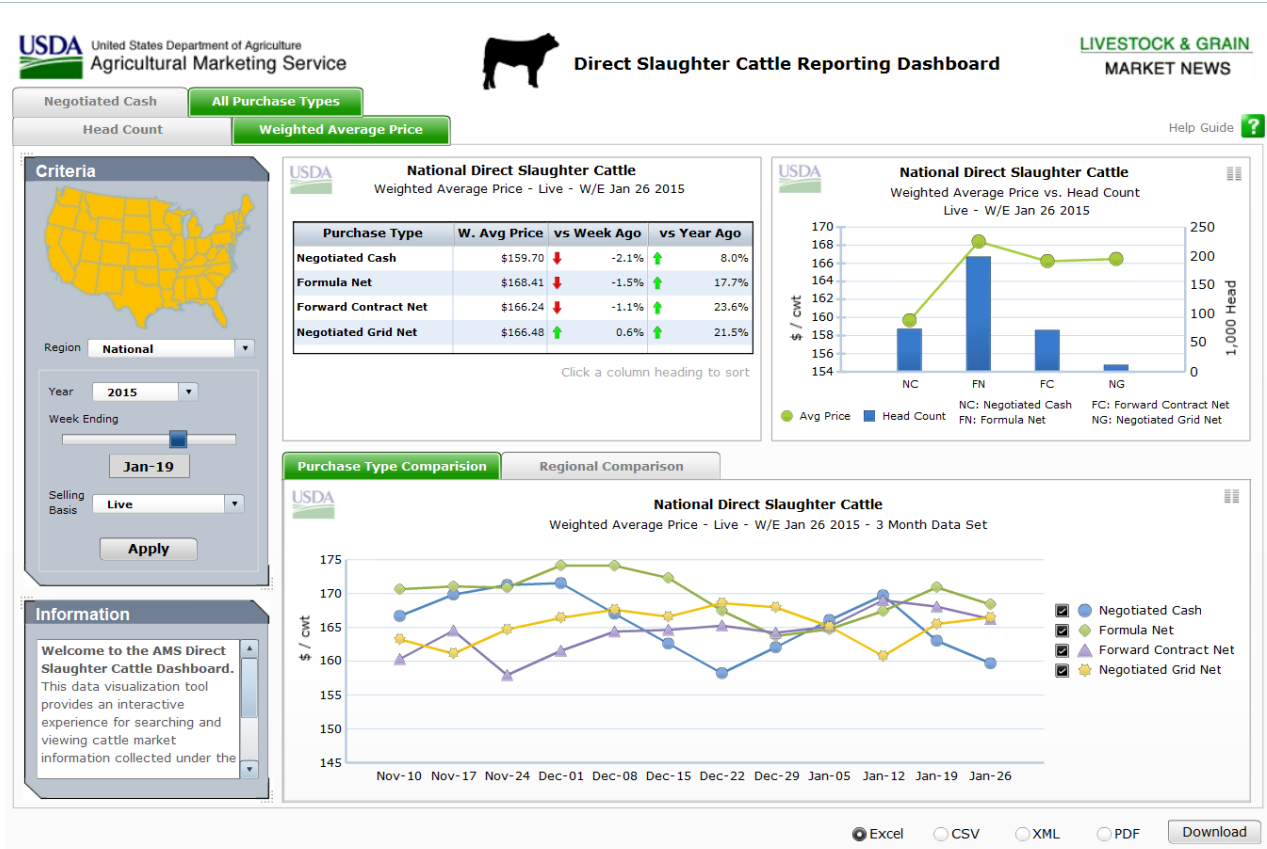 USDA United States Department of Agriculture
Agricultural Marketing Service
Direct Slaughter Cattle Reporting Dashboard
LIVESTOCK & GRAIN
MARKET NEWS
Negotiated Cash
All Purchase Types
Head Count
Weighted Average Price
Help Guide ?
Criteria
Region National
Year 2015
Week Ending
Jan-19
Selling
Basis
Live
Apply
Information
Welcome to the AMS Direct
Slaughter Cattle Dashboard.
This data visualization tool
provides an interactive
experience for searching and
viewing cattle market
information collected under the
USDA
National Direct Slaughter Cattle
Weighted Average Price - Live - W/E Jan 26 2015
Purchase Type W. Avg Price vs Week Ago vs Year Ago
Negotiated Cash $159.70 -2.1% 8.0%
Formula Net $168.41 -1.5% 17.7%
Forward Contract Net $166.24 -1.1% 23.6%
Negotiated Grid Net $166.48 0.6% 21.5%
Click a column heading to sort
USDA
National Direct Slaughter Cattle
Weighted Average Price vs. Head Count
Live - W/E Jan 26 2015
170
168
166
164
162
160
158
156
154
$ / cwt
250
200
150
100
50
0
1,000 Head
NC FN FC NG
Avg Price Head Count
NC: Negotiated Cash FC: Forward Contract Net
FN: Formula Net NG: Negotiated Grid Net
Purchase Type Comparision
Regional Comparison
USDA
National Direct Slaughter Cattle
Weighted Average Price - Live - W/E Jan 26 2015 - 3 Month Data Set
175
170
165
160
155
150
145
$ / cwt
Nov-10 Nov-17 Nov-24 Dec-01 Dec-08 Dec-15 Dec-22 Dec-29 Jan-05 Jan-12 Jan-19 Jan-26
Negotiated Cash
Formula Net
Forward Contract Net
Negotiated Grid Net
Excel CSV XML PDF Download